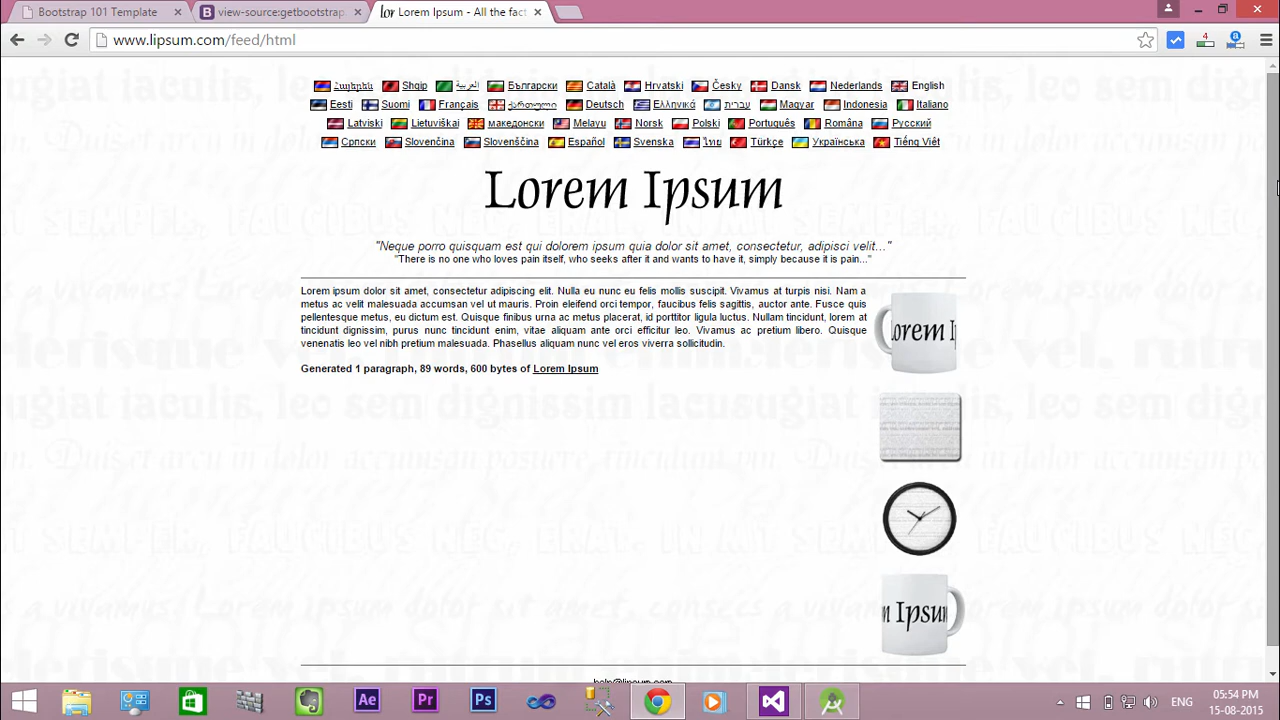 Bootstrap 101 Template
view-source:getbootstrap
Lorem Ipsum - All the fact
www.lipsum.com/feed/html
4
Հայերեն Shqip العربية Български Català Hrvatski Česky Dansk Nederlands English
Eesti Suomi Français ქართული Deutsch Ελληνικά עברית Magyar Indonesia Italiano
Latviski Lietuviškai македонски Melayu Norsk Polski Português Româna Русский
Српски Slovenčina Slovenščina Español Svenska ไทย Türkçe Українська Tiếng Việt
Lorem Ipsum
"Neque porro quisquam est qui dolorem ipsum quia dolor sit amet, consectetur, adipisci velit..."
"There is no one who loves pain itself, who seeks after it and wants to have it, simply because it is pain..."
Lorem ipsum dolor sit amet, consectetur adipiscing elit. Nulla eu nunc eu felis mollis suscipit. Vivamus at turpis nisi. Nam a
metus ac velit malesuada accumsan vel ut mauris. Proin eleifend orci tempor, faucibus felis sagittis, auctor ante. Fusce quis
pellentesque metus, eu dictum est. Quisque finibus urna ac metus placerat, id porttitor ligula luctus. Nullam tincidunt, lorem at
tincidunt dignissim, purus nunc tincidunt enim, vitae aliquam ante orci efficitur leo. Vivamus ac pretium libero. Quisque
venenatis leo vel nibh pretium malesuada. Phasellus aliquam nunc vel eros viverra sollicitudin.
Generated 1 paragraph, 89 words, 600 bytes of Lorem Ipsum
orem I
m Ipsu
help@lipsum.com
Ae
Pr
Ps
ENG
05:54 PM
15-08-2015